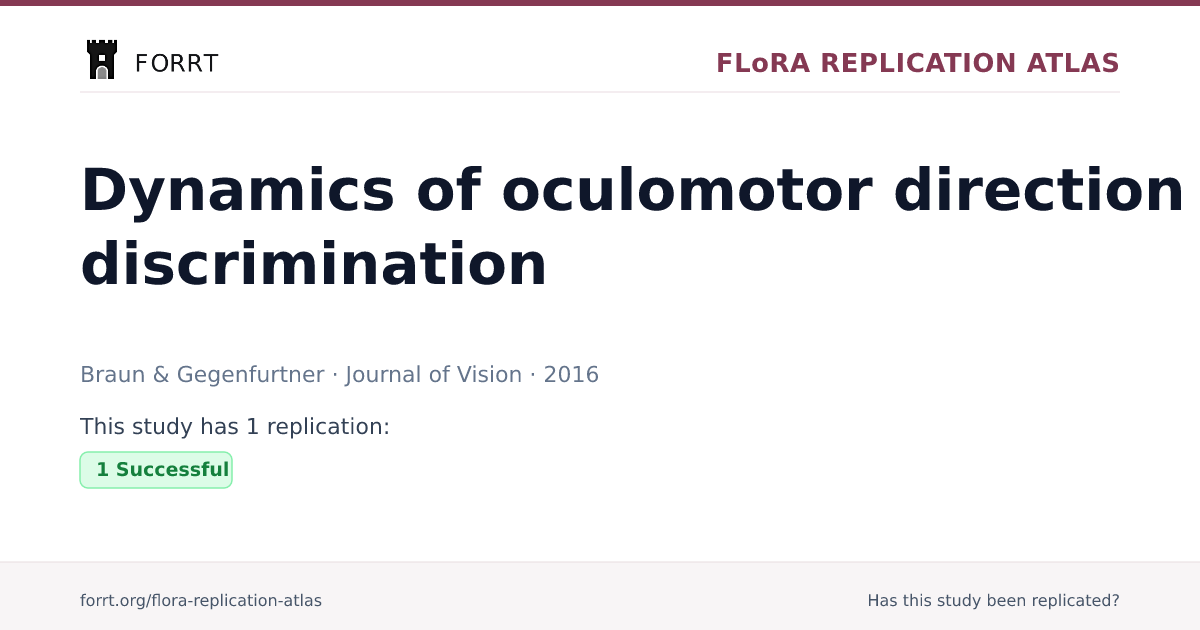 FORRT
FLoRA REPLICATION ATLAS
Dynamics of oculomotor direction
discrimination
Braun & Gegenfurtner · Journal of Vision · 2016
This study has 1 replication:
1 Successful
forrt.org/flora-replication-atlas
Has this study been replicated?